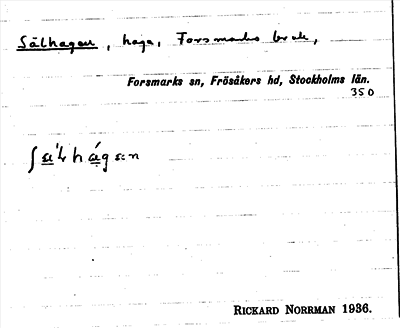 Sälhagen, hage, Forsmarks bruk,
Forsmarks sn, Frösåkers hd, Stockholms län.
350
RICKARD NORRMAN 1936.